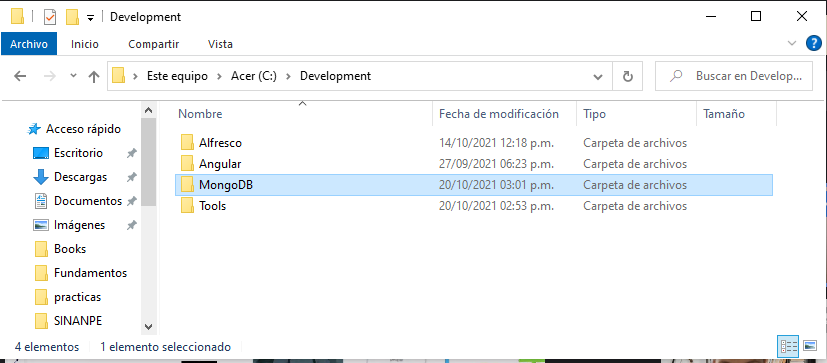 Development
Archivo Inicio Compartir Vista
Este equipo > Acer (C:) > Development Buscar en Develop...
Nombre Fecha de modificación Tipo Tamaño
Acceso rápido
Escritorio
Descargas
Documentos
Imágenes
Books
Fundamentos
practicas
SINANPE
Alfresco 14/10/2021 12:18 p.m. Carpeta de archivos
Angular 27/09/2021 06:23 p.m. Carpeta de archivos
MongoDB 20/10/2021 03:01 p.m. Carpeta de archivos
Tools 20/10/2021 02:53 p.m. Carpeta de archivos
4 elementos 1 elemento seleccionado